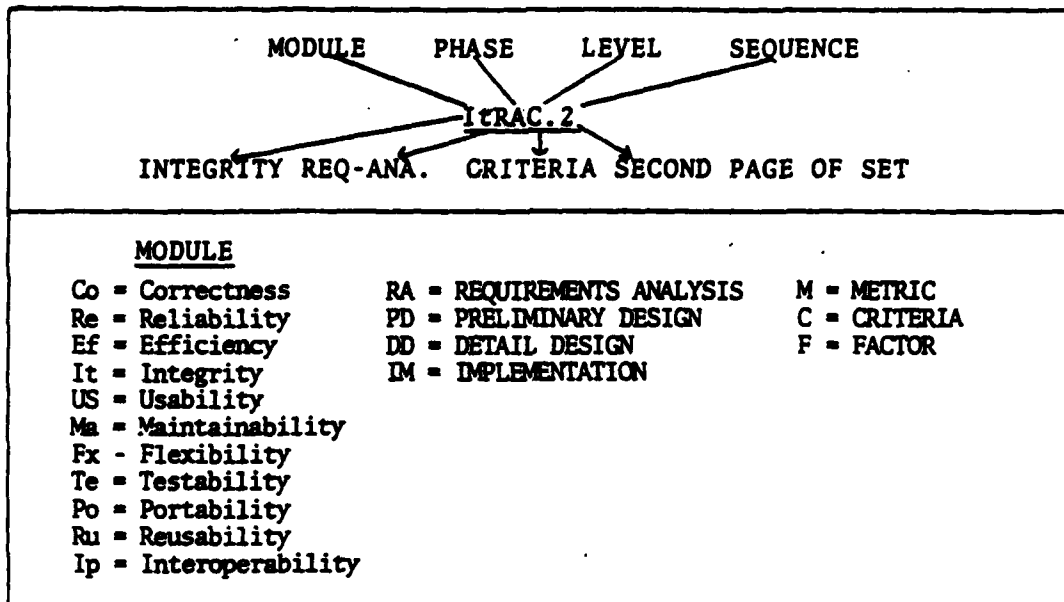 MODULE PHASE LEVEL SEQUENCE
ItRAC.2
INTEGRITY REQ-ANA. CRITERIA SECOND PAGE OF SET
MODULE
Co = Correctness RA = REQUIREMENTS ANALYSIS M = METRIC
Re = Reliability PD = PRELIMINARY DESIGN C = CRITERIA
Ef = Efficiency DD = DETAIL DESIGN F = FACTOR
It = Integrity IM = IMPLEMENTATION
US = Usability
Ma = Maintainability
Fx - Flexibility
Te = Testability
Po = Portability
Ru = Reusability
Ip = Interoperability